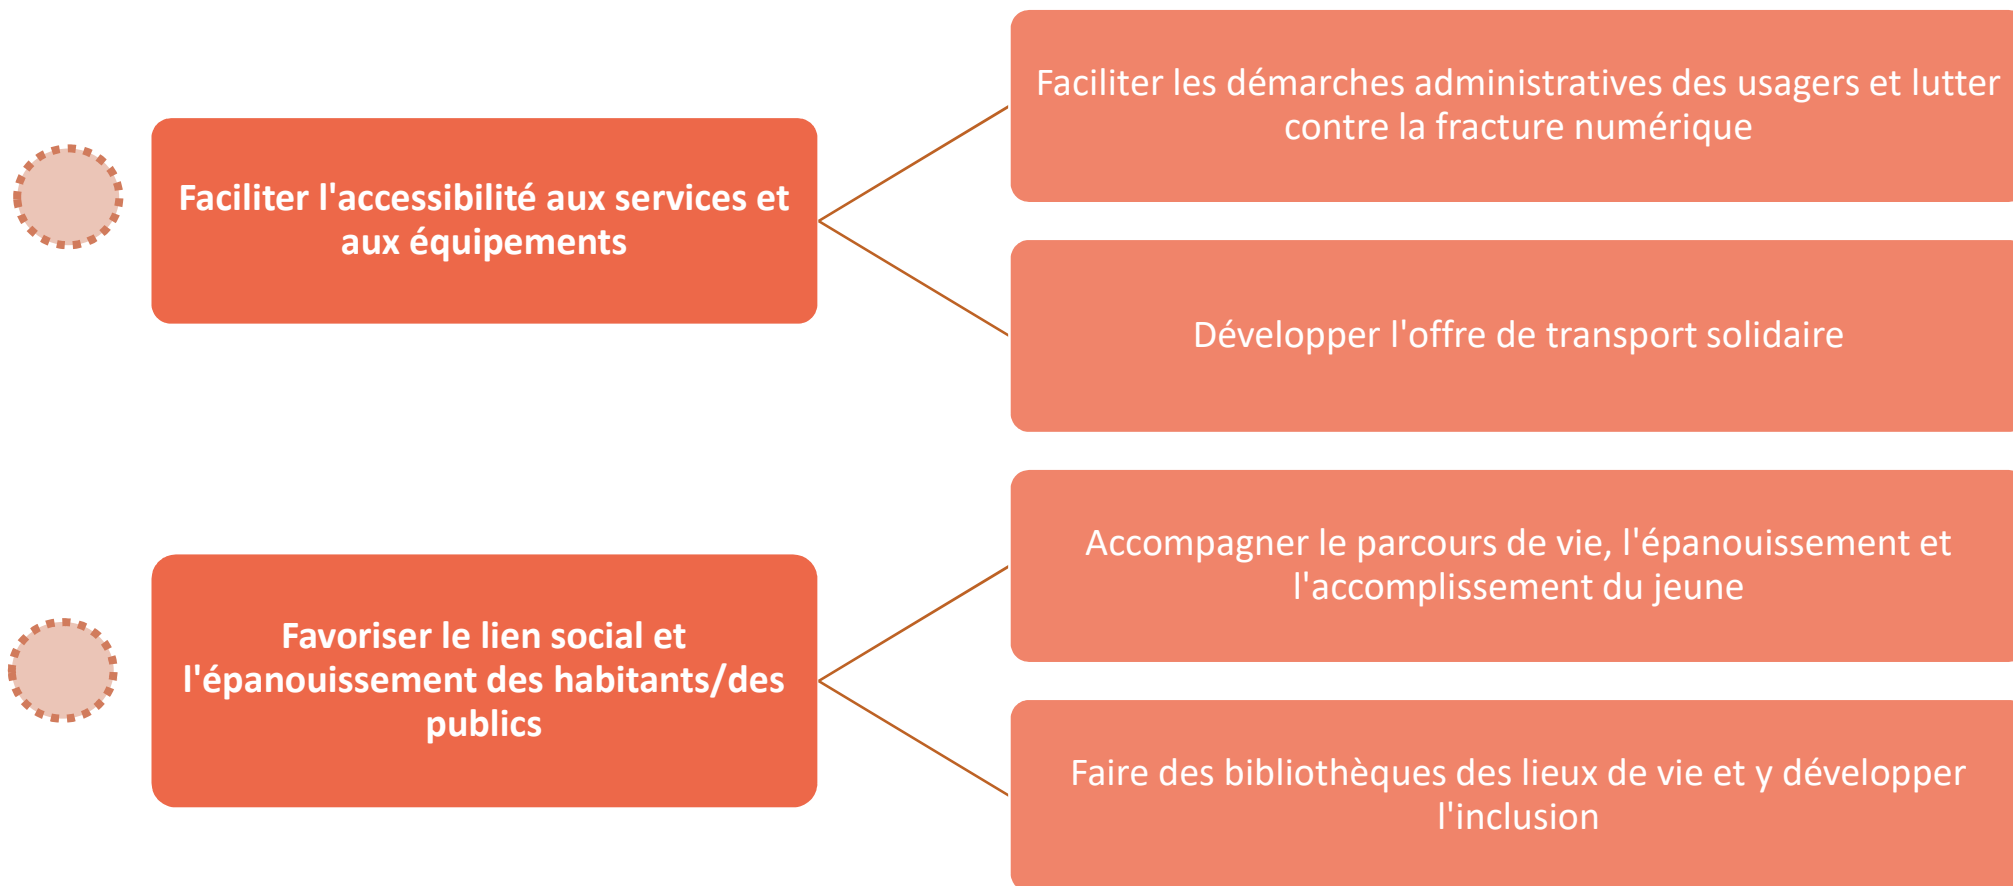 Faciliter l'accessibilité aux services et
aux équipements
Faciliter les démarches administratives des usagers et lutter
contre la fracture numérique
Développer l'offre de transport solidaire
Favoriser le lien social et
l'épanouissement des habitants/des
publics
Accompagner le parcours de vie, l'épanouissement et
l'accomplissement du jeune
Faire des bibliothèques des lieux de vie et y développer
l'inclusion